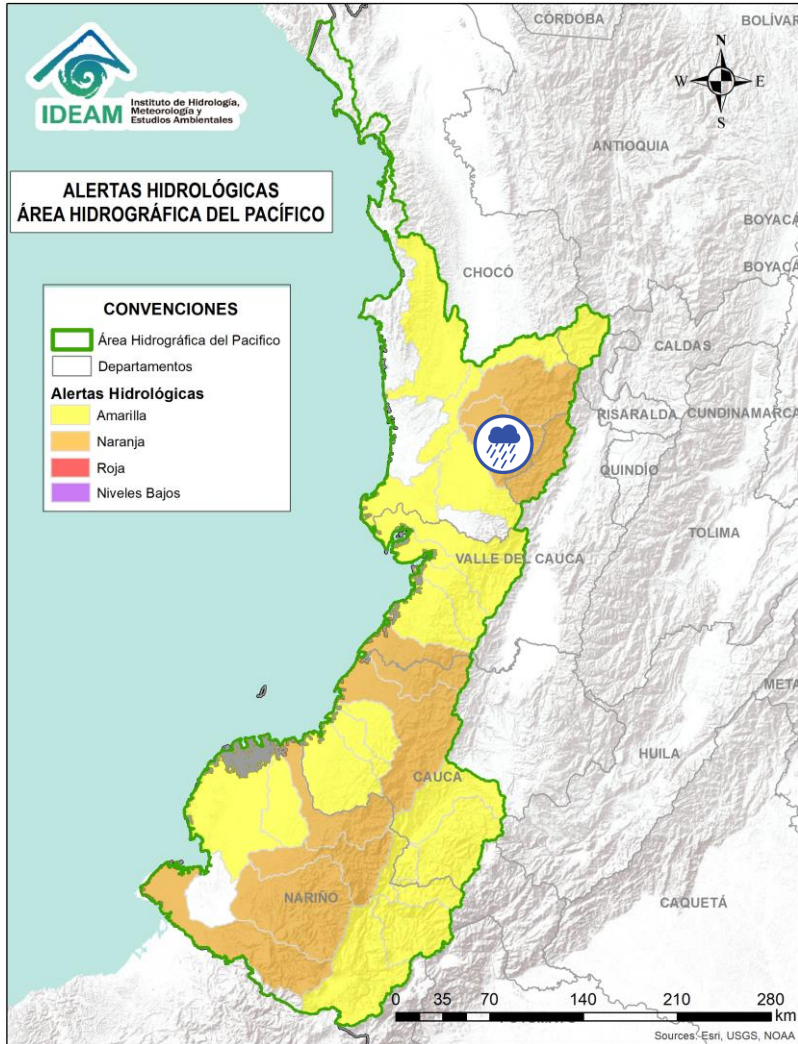 CÓRDOBA
BOLÍVAR
IDEAM
Instituto de Hidrología,
Meteorología y
Estudios Ambientales
N
W
E
S
ANTIOQUIA
ALERTAS HIDROLÓGICAS
ÁREA HIDROGRÁFICA DEL PACÍFICO
BOYACÁ
CHOCÓ
BOYACÁ
CONVENCIONES
Área Hidrográfica del Pacifico
Departamentos
Alertas Hidrológicas
Amarilla
Naranja
Roja
Niveles Bajos
CALDAS
RISARALDA
CUNDINAMARCA
QUINDÍO
TOLIMA
VALLE DEL CAUCA
META
HUILA
CAUCA
NARIÑO
CAQUETÁ
0 35 70 140 210 280
km
Sources: Esri, USGS, NOAA